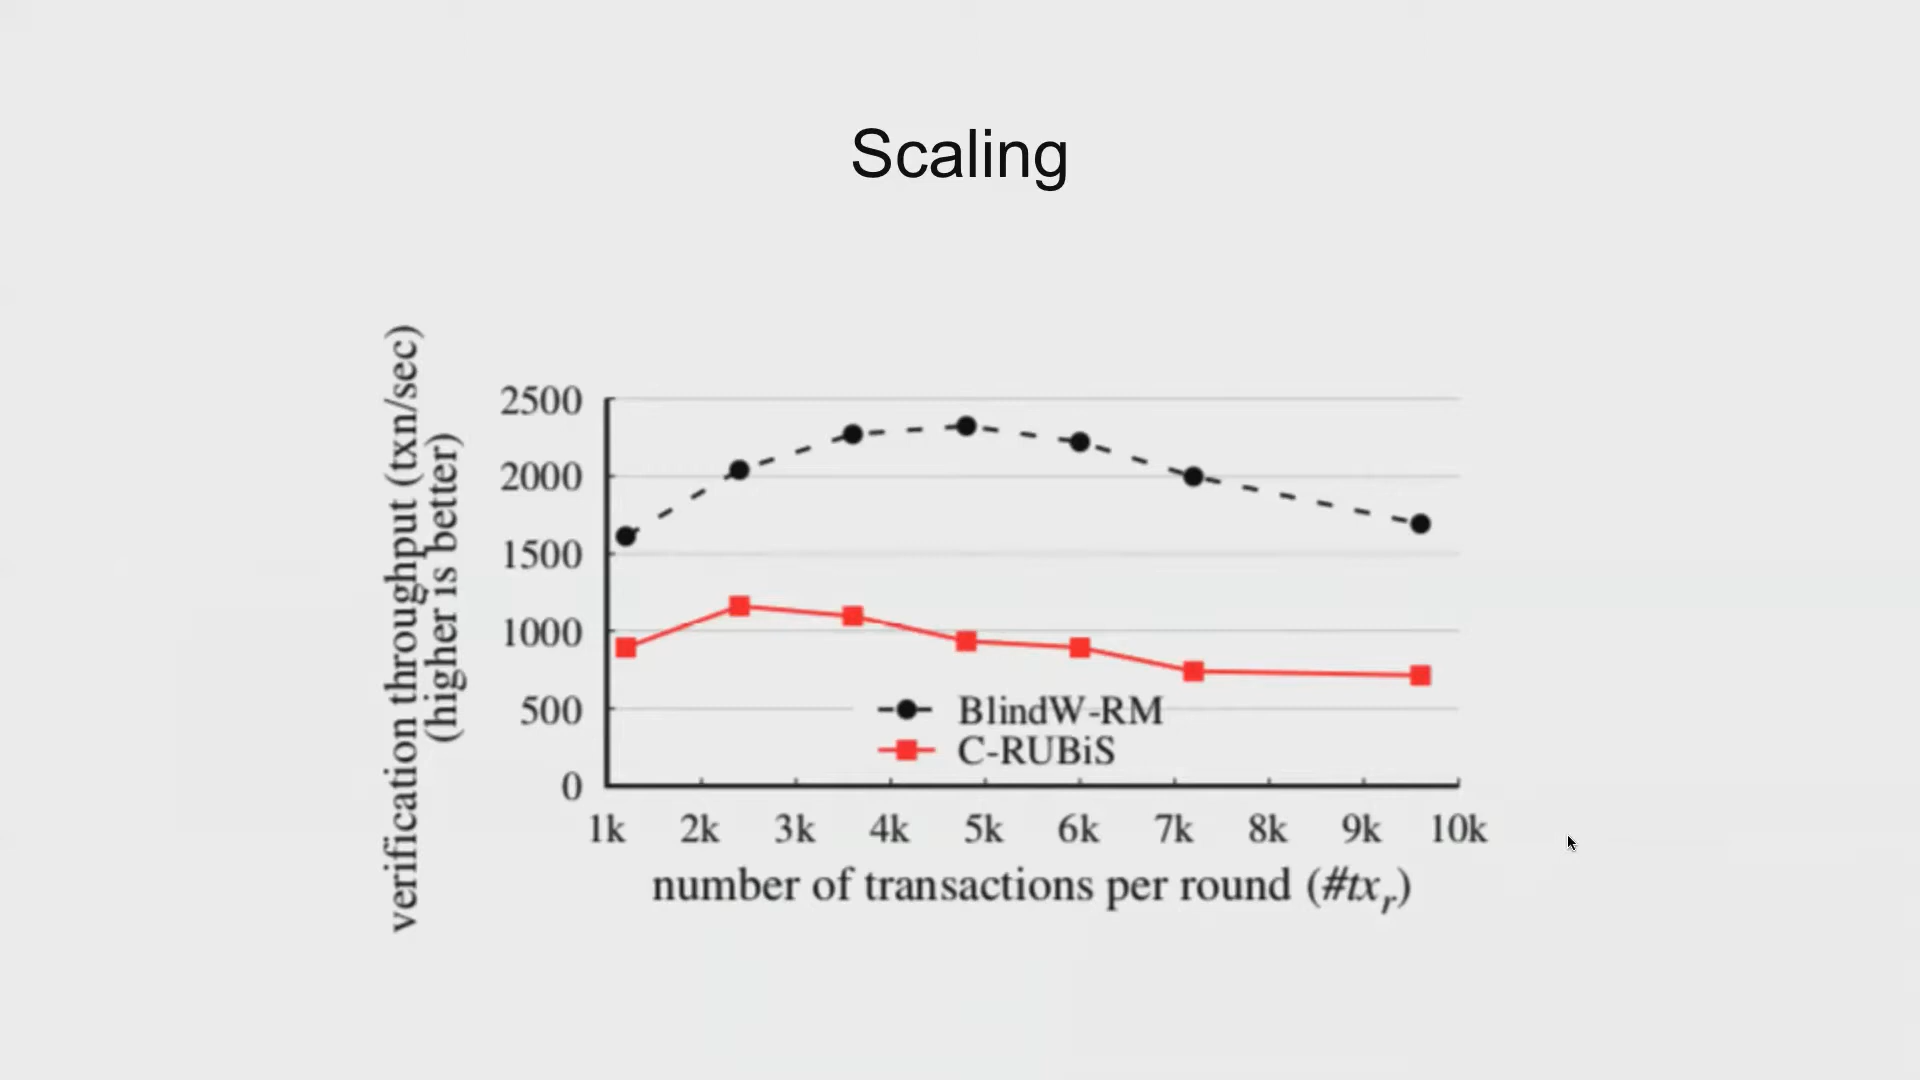 Scaling
verification throughput (txn/sec)
(higher is better)
2500
2000
1500
1000
500
0
BlindW-RM
C-RUBiS
1k 2k 3k 4k 5k 6k 7k 8k 9k 10k
number of transactions per round (#txr)